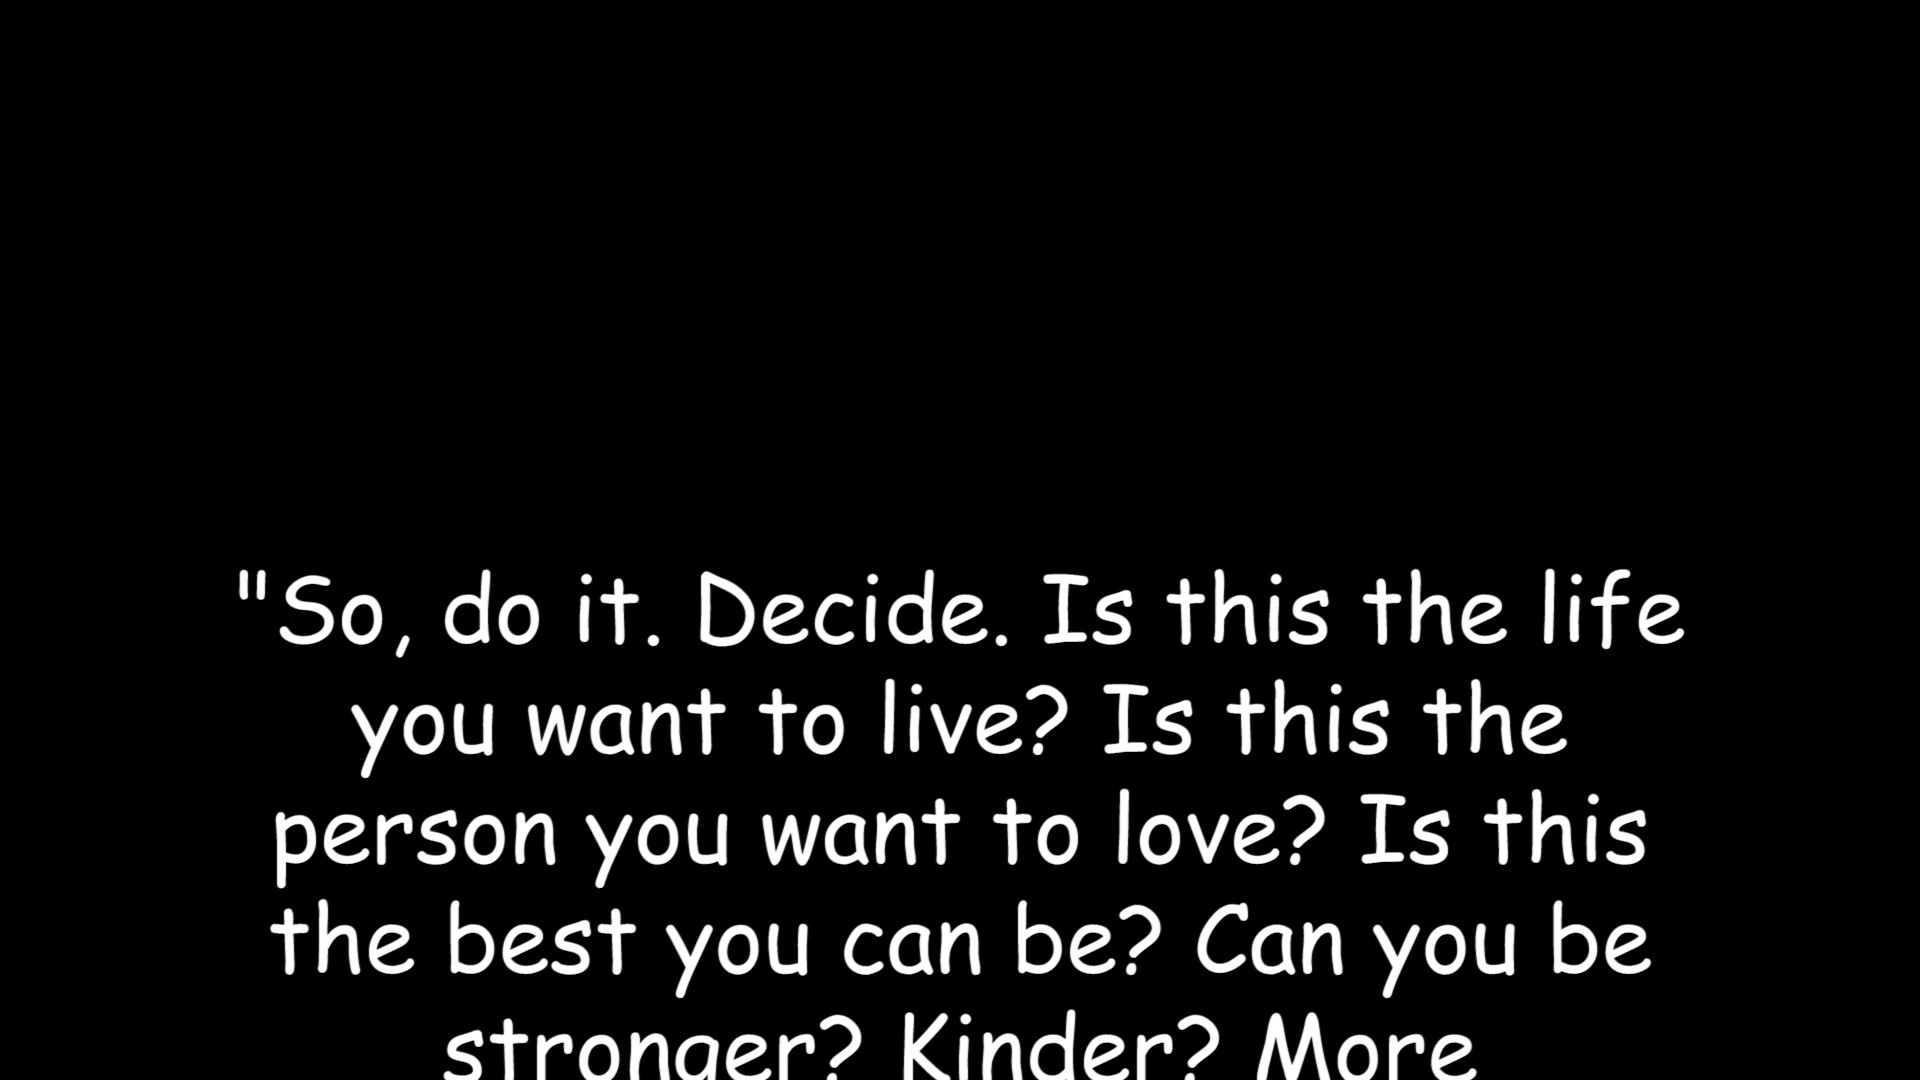 "So, do it. Decide. Is this the life
you want to live? Is this the
person you want to love? Is this
the best you can be? Can you be
stronger? Kinder? More